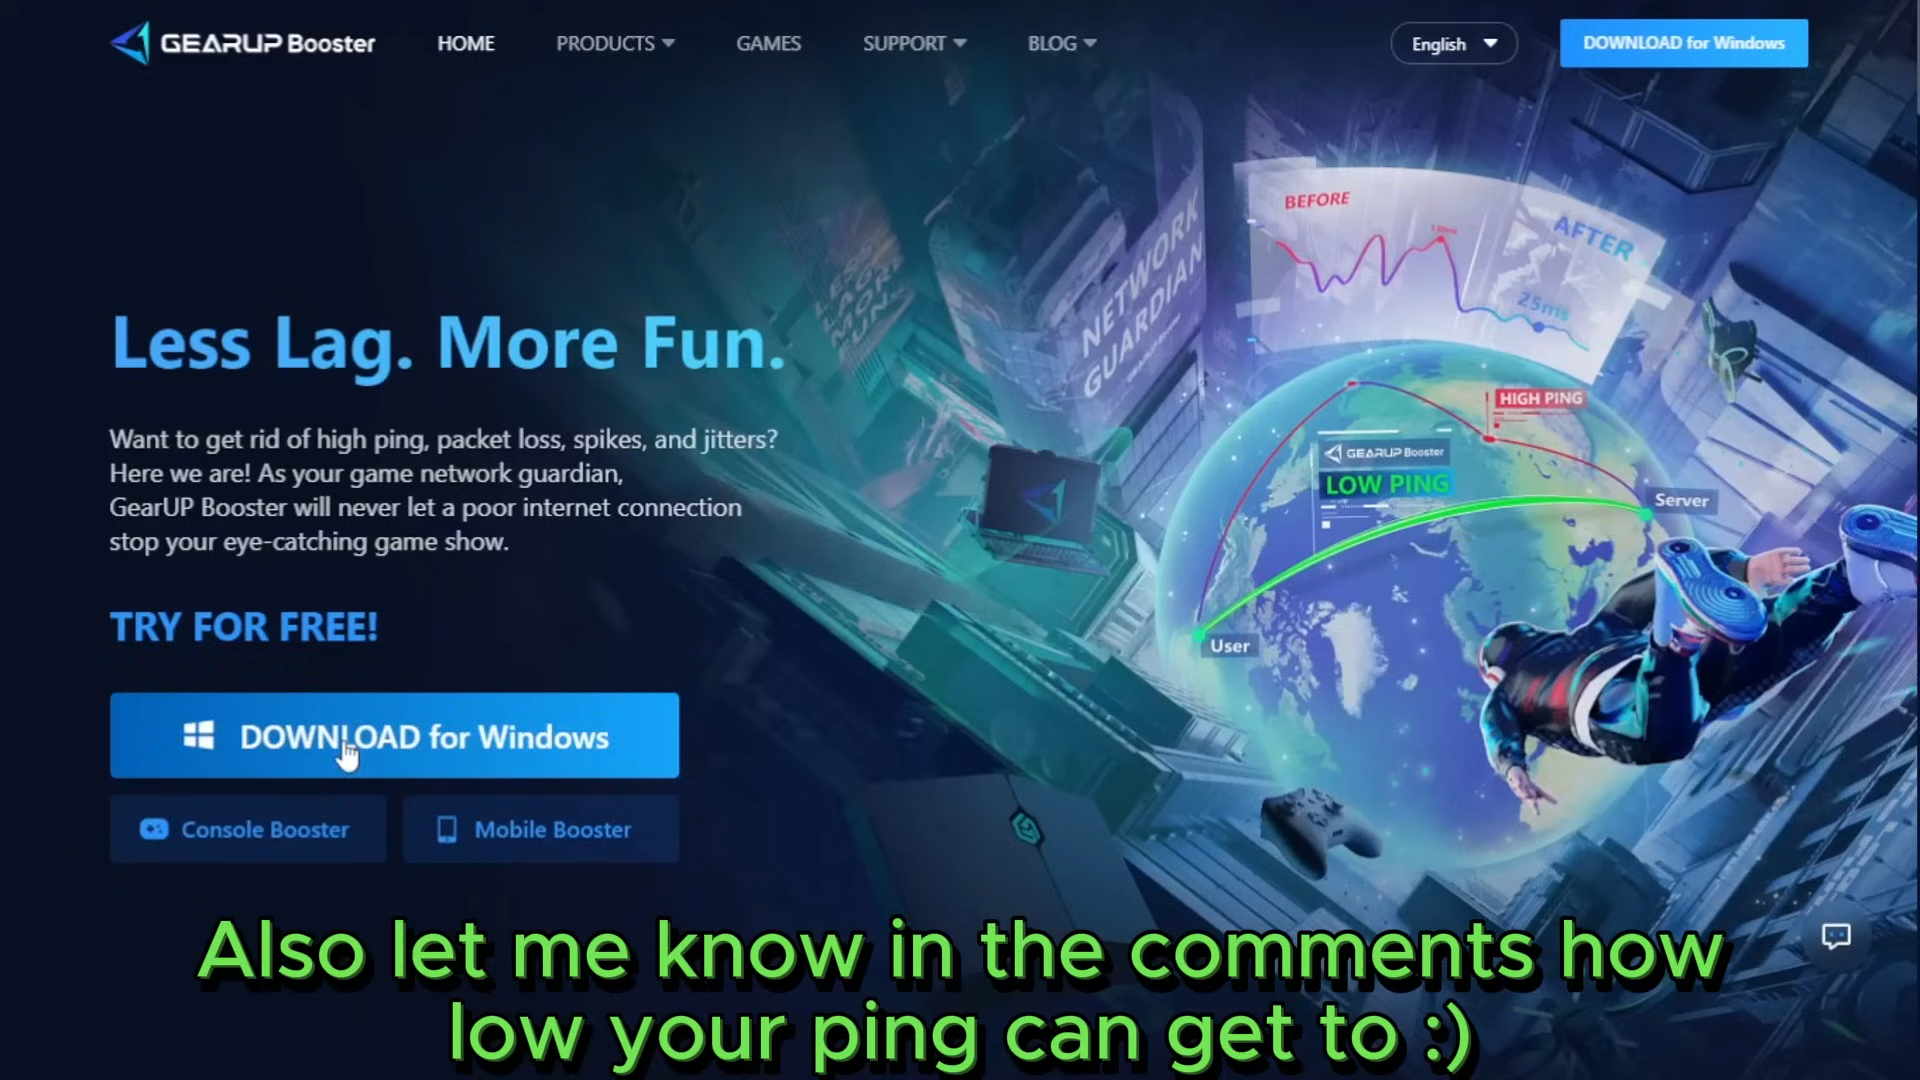 GEARUP Booster
HOME
PRODUCTS
GAMES
SUPPORT
BLOG
English
DOWNLOAD for Windows
BEFORE
AFTER
25ms
NETWORK
GUARDIAN
LESS
LAG.
MORE
FUN.
Less Lag. More Fun.
HIGH PING
GEARUP Booster
LOW PING
Server
User
Want to get rid of high ping, packet loss, spikes, and jitters?
Here we are! As your game network guardian,
GearUP Booster will never let a poor internet connection
stop your eye-catching game show.
TRY FOR FREE!
DOWNLOAD for Windows
Console Booster
Mobile Booster
Also let me know in the comments how
low your ping can get to :)